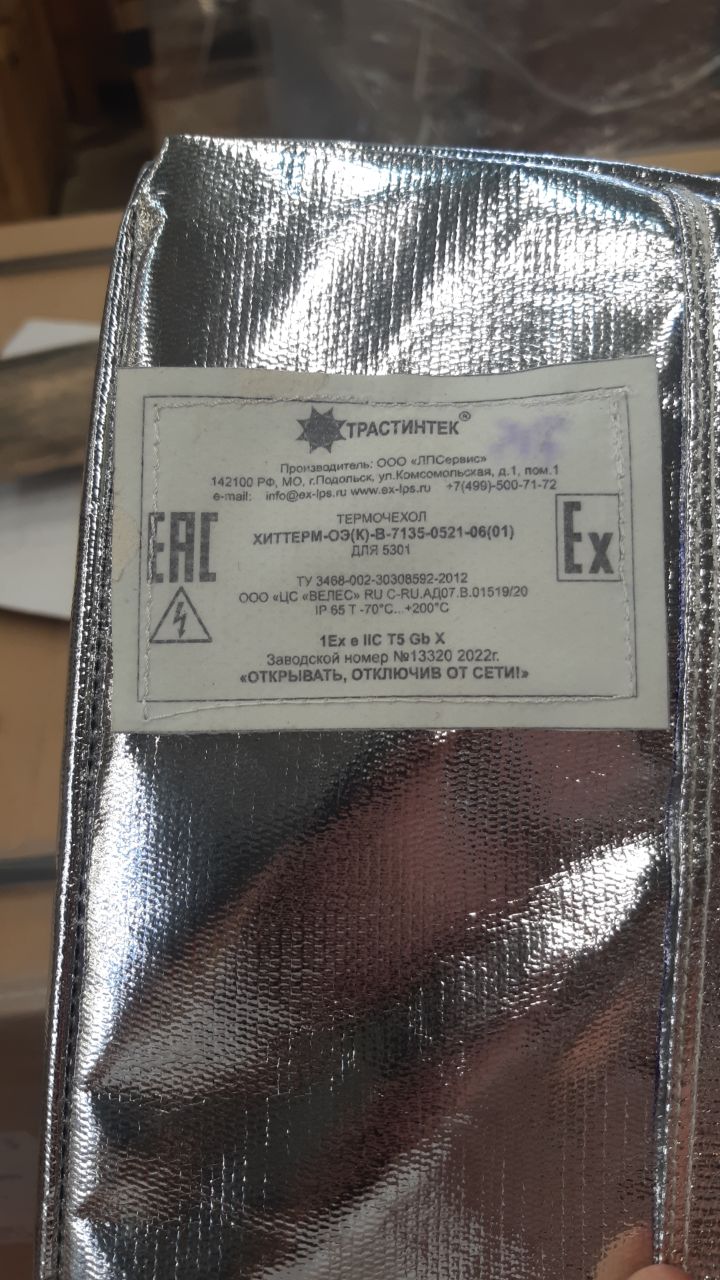 ТРАСТИНТЕК®
Производитель: ООО «ЛПСервис»
142100 РФ, МО, г.Подольск, ул.Комсомольская, д.1, пом.1
e-mail: info@ex-lps.ru www.ex-lps.ru +7(499)-500-71-72
ТЕРМОЧЕХОЛ
ХИТТЕРМ-ОЭ(К)-В-7135-0521-06(01)
ДЛЯ 5301
EAC
Ex
ТУ 3468-002-30308592-2012
ООО «ЦС «ВЕЛЕС» RU C-RU.АД07.В.01519/20
IP 65 T -70°С...+200°С
1Ex e IIC T5 Gb X
Заводской номер №13320 2022г.
«ОТКРЫВАТЬ, ОТКЛЮЧИВ ОТ СЕТИ!»